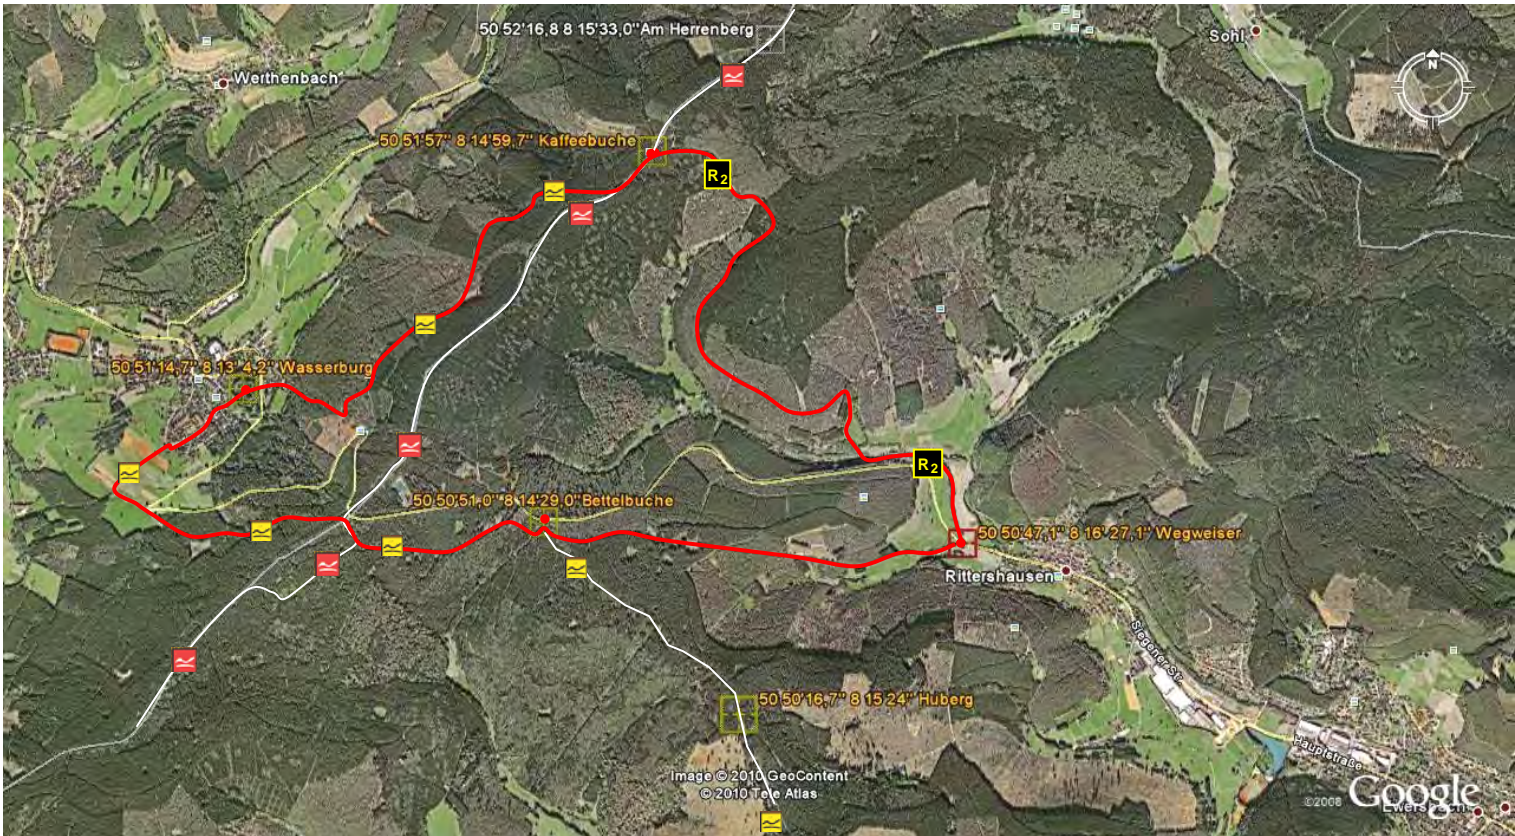 50 52'16,8 8 15'33,0"Am Herrenberg
Sohl
N
Werthenbach
50 51'57" 8 14'59,7" Kaffeebuche
R2
50 51'14,7" 8 13' 4,2" Wasserburg
R2
50 50'51,0" 8 14'29,0"Bettelbuche
50 50'47,1" 8 16' 27,1" Wegweiser
Rittershausen
Siegener St.
50 50'16,7" 8 15'24" Huberg
Hauptstraße
Image © 2010 GeoContent
© 2010 Tele Atlas
©2008 Google
Ewersbach